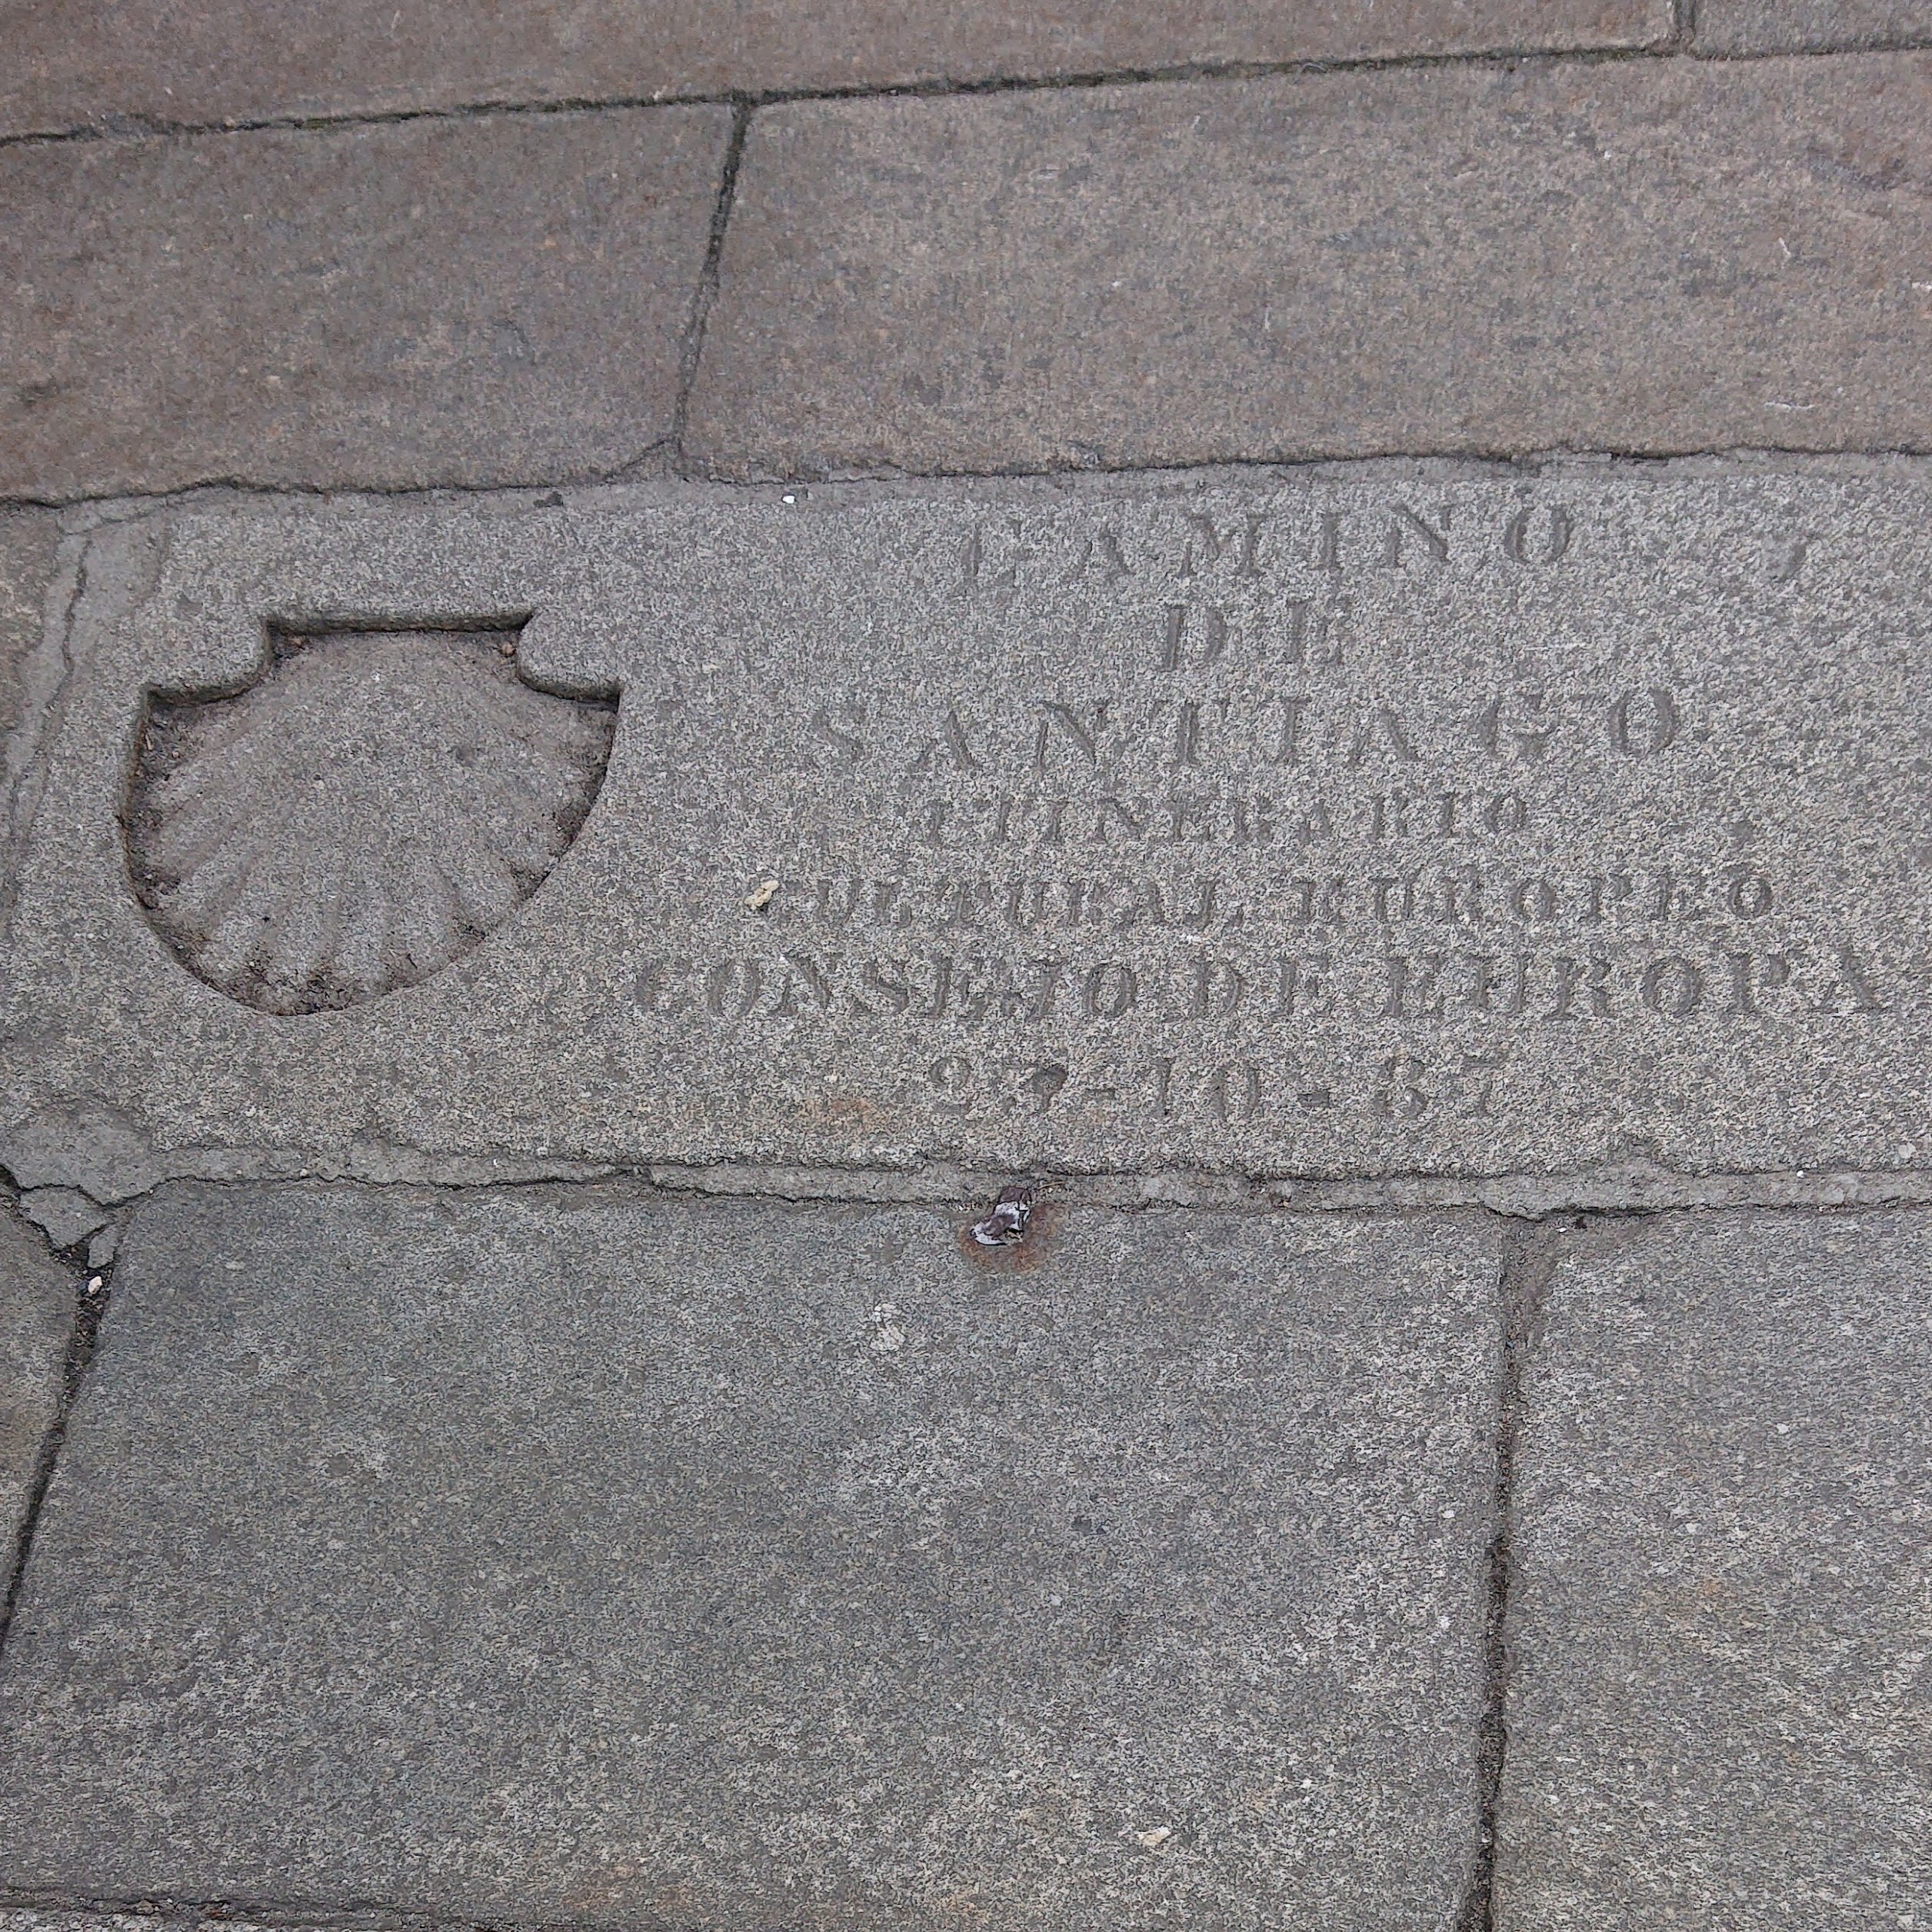 CAMINO
DE
SANTIAGO
ITINERARIO
CULTURAL EUROPEO
CONSEJO DE EUROPA
23-10-87